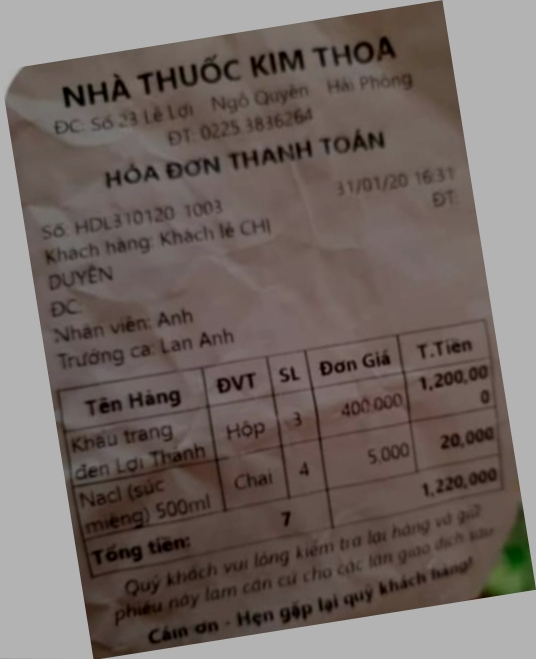 NHÀ THUỐC KIM THOA
ĐC: Số 23 Lê Lợi Ngô Quyền Hải Phòng
ĐT: 0225 3836264
HÓA ĐƠN THANH TOÁN
31/01/20 16:31
Số: HDL310120 1003
ĐT:
Khách hàng: Khách lẻ CHỊ
DUYÊN
ĐC:
Nhân viên: Anh
Trưởng ca: Lan Anh
Tên Hàng ĐVT SL Đơn Giá T.Tiền
Khẩu trang Hộp 3 400.000 1,200,00
đen Lợi Thành 0
Nacl (súc Chai 4 5.000 20,000
miệng) 500ml
Tổng tiền: 7 1,220,000
Quý khách vui lòng kiểm tra lại hàng và giữ
phiếu này làm căn cứ cho các lần giao dịch sau
Cảm ơn - Hẹn gặp lại quý khách hàng!